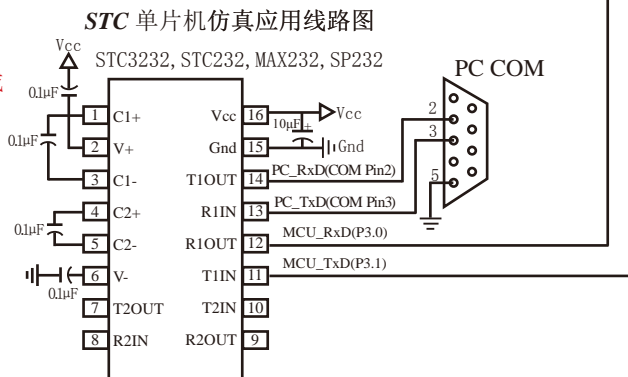 STC 单片机仿真应用线路图
Vcc
STC3232, STC232, MAX232, SP232
PC COM
0.1μF
1 C1+ Vcc 16 Vcc
10μF +
0.1μF
2 V+ Gnd 15 Gnd
3 C1- T1OUT 14 PC_RxD(COM Pin2)
4 C2+ R1IN 13 PC_TxD(COM Pin3)
0.1μF
5 C2- R1OUT 12 MCU_RxD(P3.0)
6 V- T1IN 11 MCU_TxD(P3.1)
0.1μF
7 T2OUT T2IN 10
8 R2IN R2OUT 9
2
3
5